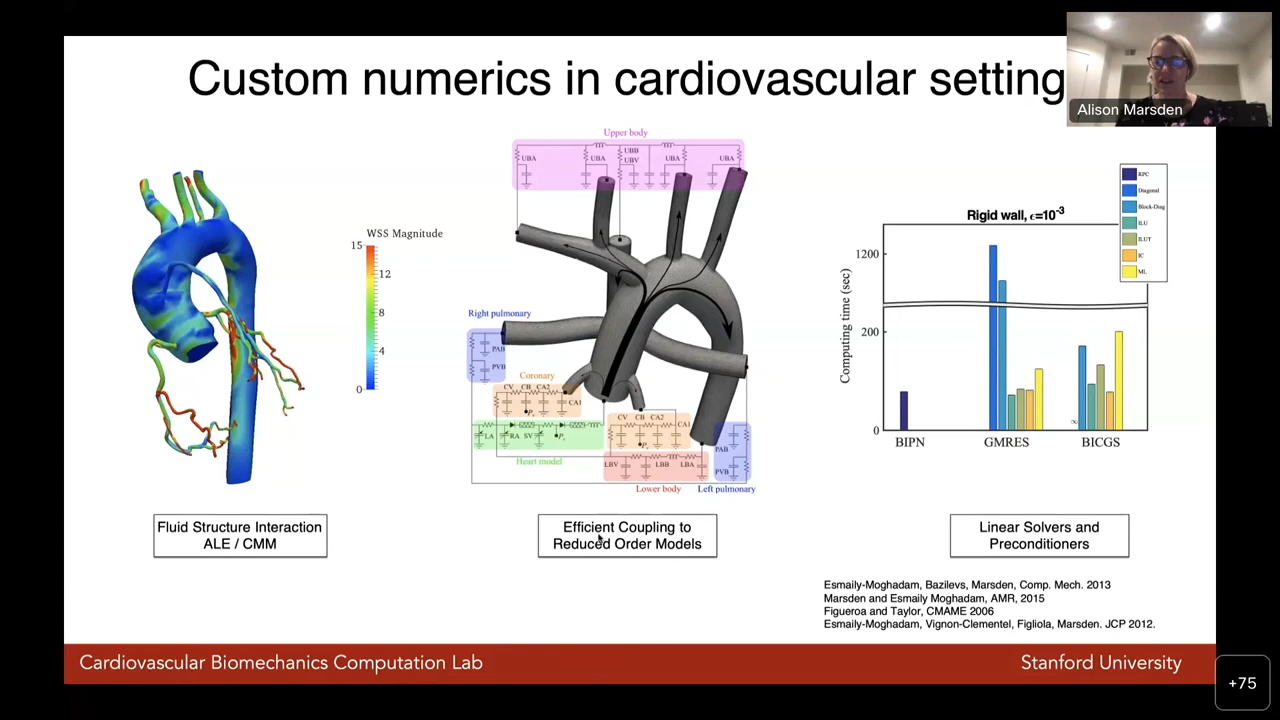 Custom numerics in cardiovascular setting
Alison Marsden
WSS Magnitude
15
12
8
4
0
Upper body
UBA
UBA
UBB
UBV
UBA
UBA
Right pulmonary
PAB
PVB
Coronary
CV CB CA2
CA1
LA RA SV
Heart model
CV CB CA2
CA1
LBV LBB LBA
Lower body
PAB
PVB
Left pulmonary
Rigid wall, ϵ=10-3
Computing time (sec)
1200
200
0
∞
BIPN GMRES BICGS
RPC
Diagonal
Block-Diag
ILU
ILUT
IC
ML
Fluid Structure Interaction
ALE / CMM
Efficient Coupling to
Reduced Order Models
Linear Solvers and
Preconditioners
Esmaily-Moghadam, Bazilevs, Marsden, Comp. Mech. 2013
Marsden and Esmaily Moghadam, AMR, 2015
Figueroa and Taylor, CMAME 2006
Esmaily-Moghadam, Vignon-Clementel, Figliola, Marsden. JCP 2012.
Cardiovascular Biomechanics Computation Lab
Stanford University
+75